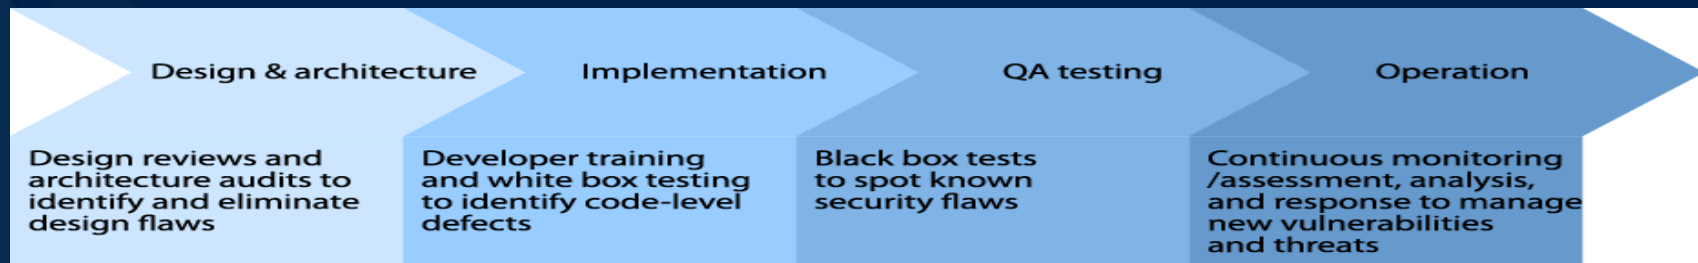 Design & architecture
Implementation
QA testing
Operation
Design reviews and
architecture audits to
identify and eliminate
design flaws
Developer training
and white box testing
to identify code-level
defects
Black box tests
to spot known
security flaws
Continuous monitoring
/assessment, analysis,
and response to manage
new vulnerabilities
and threats